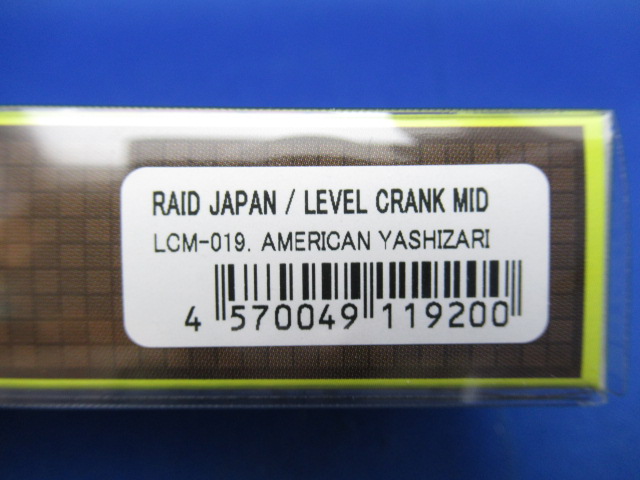 RAID JAPAN / LEVEL CRANK MID
LCM-019. AMERICAN YASHIZARI
4 570049 119200